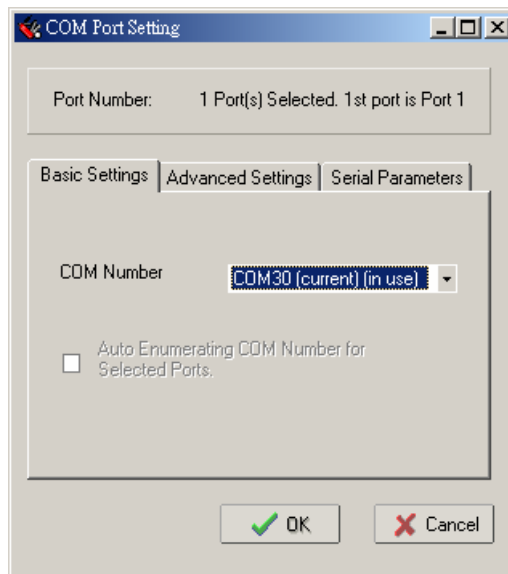 COM Port Setting
Port Number: 1 Port(s) Selected. 1st port is Port 1
Basic Settings Advanced Settings Serial Parameters
COM Number COM30 (current) (in use)
Auto Enumerating COM Number for
Selected Ports.
OK Cancel